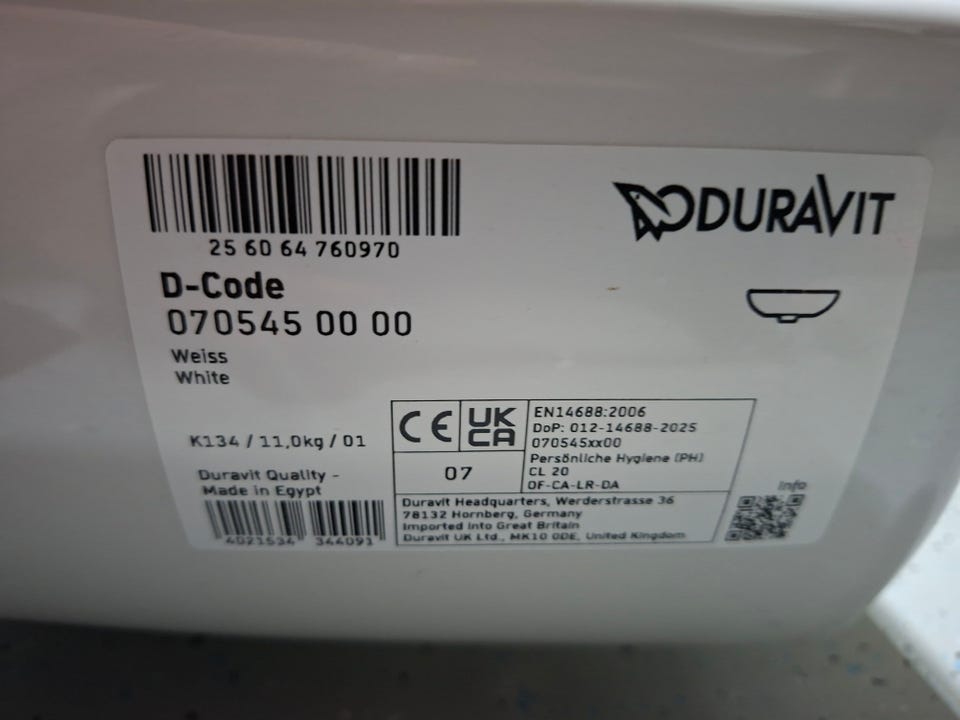 25 60 64 760970
DURAVIT
D-Code
070545 00 00
Weiss
White
K134 / 11,0kg / 01
Duravit Quality -
Made in Egypt
4021534 344091
CE
UK
CA
07
EN14688:2006
DoP: 012-14688-2025
070545xx00
Persönliche Hygiene (PH)
CL 20
OF-CA-LR-DA
Duravit Headquarters, Werderstrasse 36
78132 Hornberg, Germany
Imported into Great Britain
Duravit UK Ltd., MK10 0DE, United Kingdom
Info